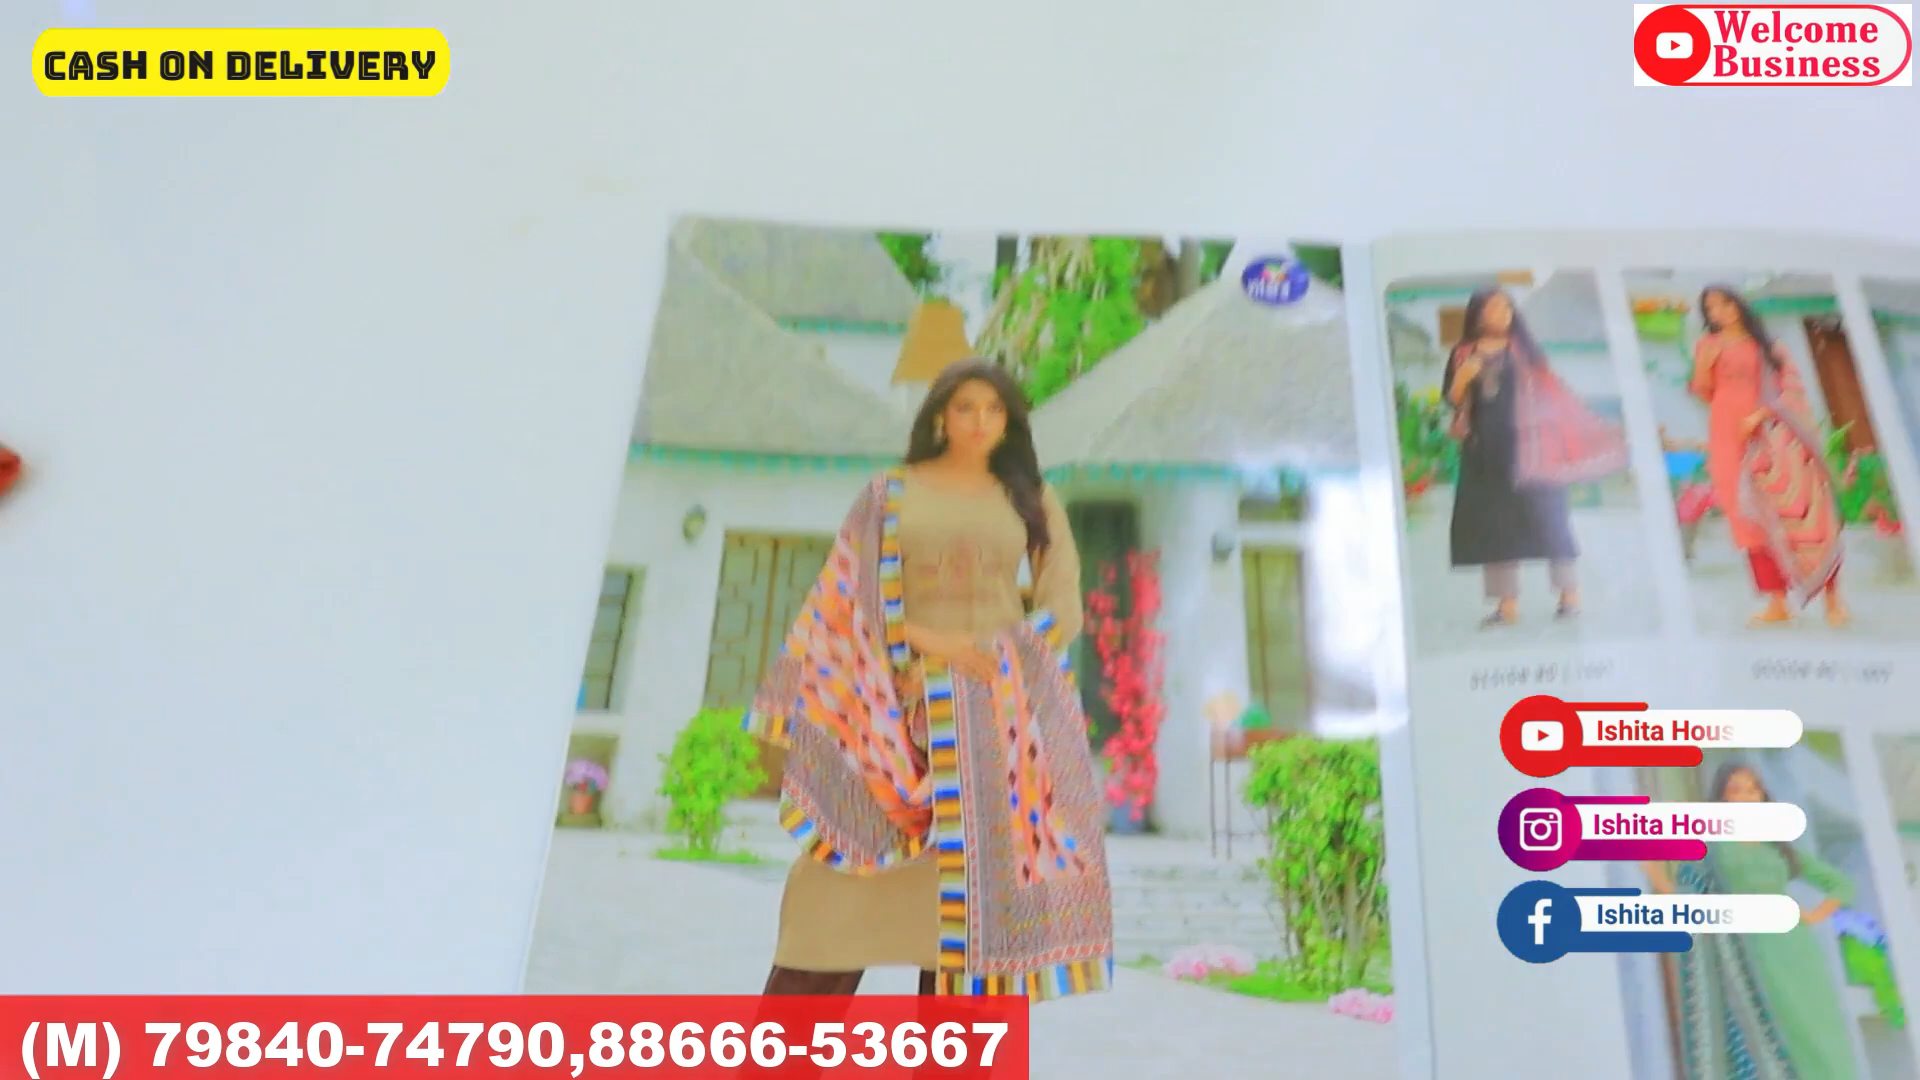 CASH ON DELIVERY
Welcome
Business
Ishita Hous
Ishita Hous
Ishita Hous
(M) 79840-74790,88666-53667